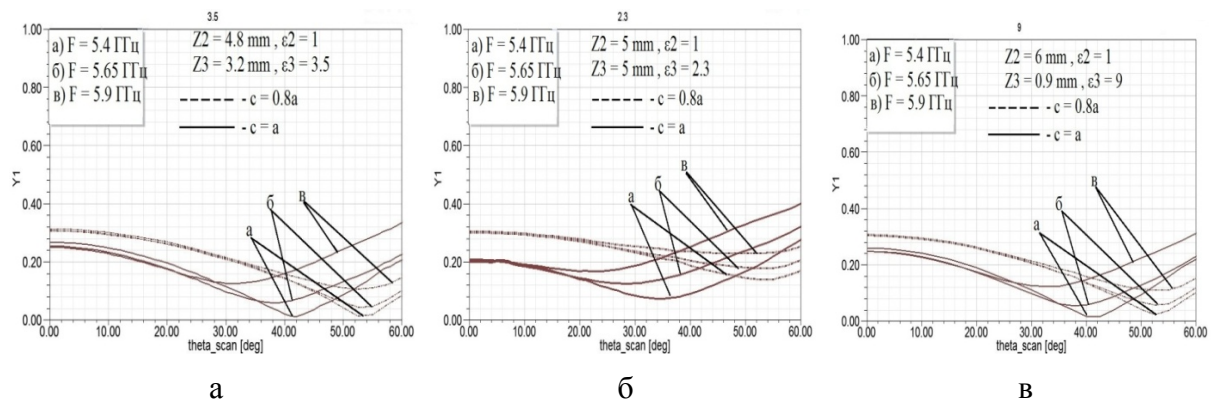 3.5
1.00
0.80
0.60
0.40
0.20
0.00
Y1
а) F = 5.4 ГГц
б) F = 5.65 ГГц
в) F = 5.9 ГГц
Z2 = 4.8 mm , ε2 = 1
Z3 = 3.2 mm , ε3 = 3.5
- c = 0.8a
- c = a
а
б
в
0.00 10.00 20.00 30.00 40.00 50.00 60.00
theta_scan [deg]
а
2.3
1.00
0.80
0.60
0.40
0.20
0.00
Y1
а) F = 5.4 ГГц
б) F = 5.65 ГГц
в) F = 5.9 ГГц
Z2 = 5 mm , ε2 = 1
Z3 = 5 mm , ε3 = 2.3
- c = 0.8a
- c = a
а
б
в
0.00 10.00 20.00 30.00 40.00 50.00 60.00
theta_scan [deg]
б
9
1.00
0.80
0.60
0.40
0.20
0.00
Y1
а) F = 5.4 ГГц
б) F = 5.65 ГГц
в) F = 5.9 ГГц
Z2 = 6 mm , ε2 = 1
Z3 = 0.9 mm , ε3 = 9
- c = 0.8a
- c = a
а
б
в
0.00 10.00 20.00 30.00 40.00 50.00 60.00
theta_scan [deg]
в